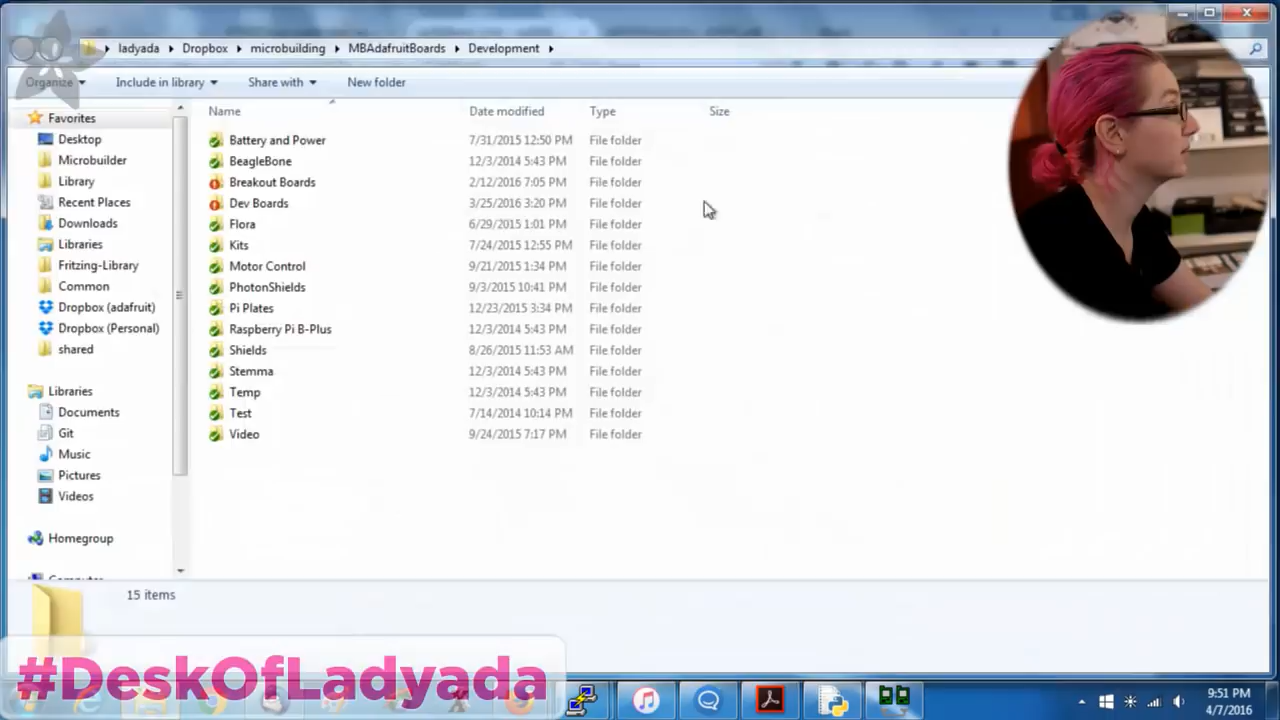 ladyada Dropbox microbuilding MBAdafruitBoards Development
Organize Include in library Share with New folder
Favorites
Desktop
Microbuilder
Library
Recent Places
Downloads
Libraries
Fritzing-Library
Common
Dropbox (adafruit)
Dropbox (Personal)
shared
Libraries
Documents
Git
Music
Pictures
Videos
Homegroup
Name Date modified Type Size
Battery and Power 7/31/2015 12:50 PM File folder
BeagleBone 12/3/2014 5:43 PM File folder
Breakout Boards 2/12/2016 7:05 PM File folder
Dev Boards 3/25/2016 3:20 PM File folder
Flora 6/29/2015 1:01 PM File folder
Kits 7/24/2015 12:55 PM File folder
Motor Control 9/21/2015 1:34 PM File folder
PhotonShields 9/3/2015 10:41 PM File folder
Pi Plates 12/23/2015 3:34 PM File folder
Raspberry Pi B-Plus 12/3/2014 5:43 PM File folder
Shields 8/26/2015 11:53 AM File folder
Stemma 12/3/2014 5:43 PM File folder
Temp 12/3/2014 5:43 PM File folder
Test 7/14/2014 10:14 PM File folder
Video 9/24/2015 7:17 PM File folder
15 items
#DeskOfLadyada
9:51 PM
4/7/2016